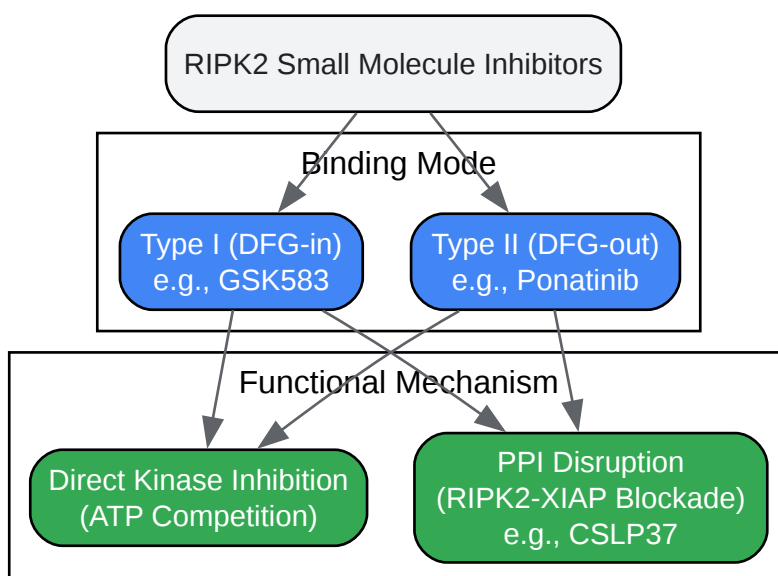 RIPK2 Small Molecule Inhibitors
Binding Mode
Type I (DFG-in)
e.g., GSK583
Type II (DFG-out)
e.g., Ponatinib
Functional Mechanism
Direct Kinase Inhibition
(ATP Competition)
PPI Disruption
(RIPK2-XIAP Blockade)
e.g., CSLP37